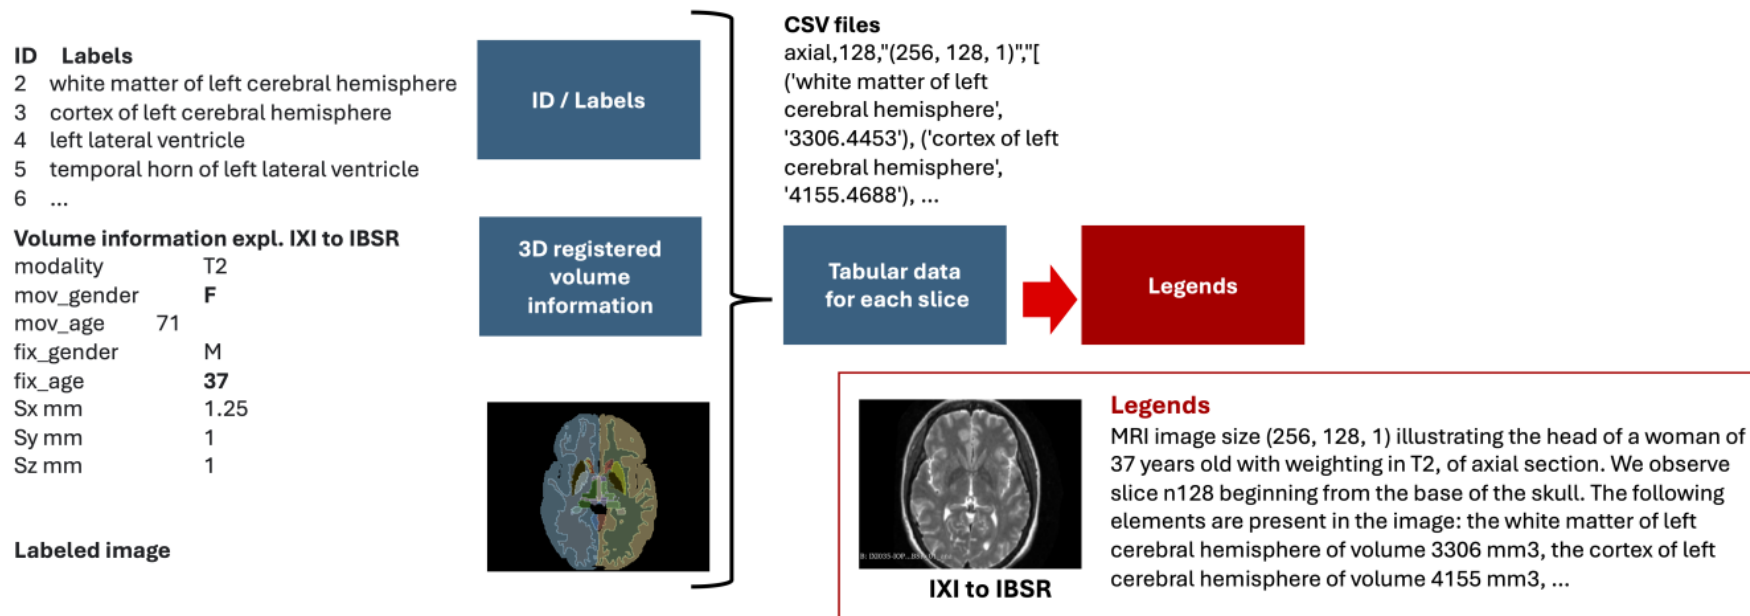 ID Labels
2 white matter of left cerebral hemisphere
3 cortex of left cerebral hemisphere
4 left lateral ventricle
5 temporal horn of left lateral ventricle
6 ...
Volume information expl. IXI to IBSR
modality T2
mov_gender F
mov_age 71
fix_gender M
fix_age 37
Sx mm 1.25
Sy mm 1
Sz mm 1
Labeled image
ID / Labels
3D registered
volume
information
CSV files
axial,128,"(256, 128, 1)","[
('white matter of left
cerebral hemisphere',
'3306.4453'), ('cortex of left
cerebral hemisphere',
'4155.4688'), ...
Tabular data
for each slice
Legends
IXI to IBSR
Legends
MRI image size (256, 128, 1) illustrating the head of a woman of
37 years old with weighting in T2, of axial section. We observe
slice n128 beginning from the base of the skull. The following
elements are present in the image: the white matter of left
cerebral hemisphere of volume 3306 mm3, the cortex of left
cerebral hemisphere of volume 4155 mm3, ...